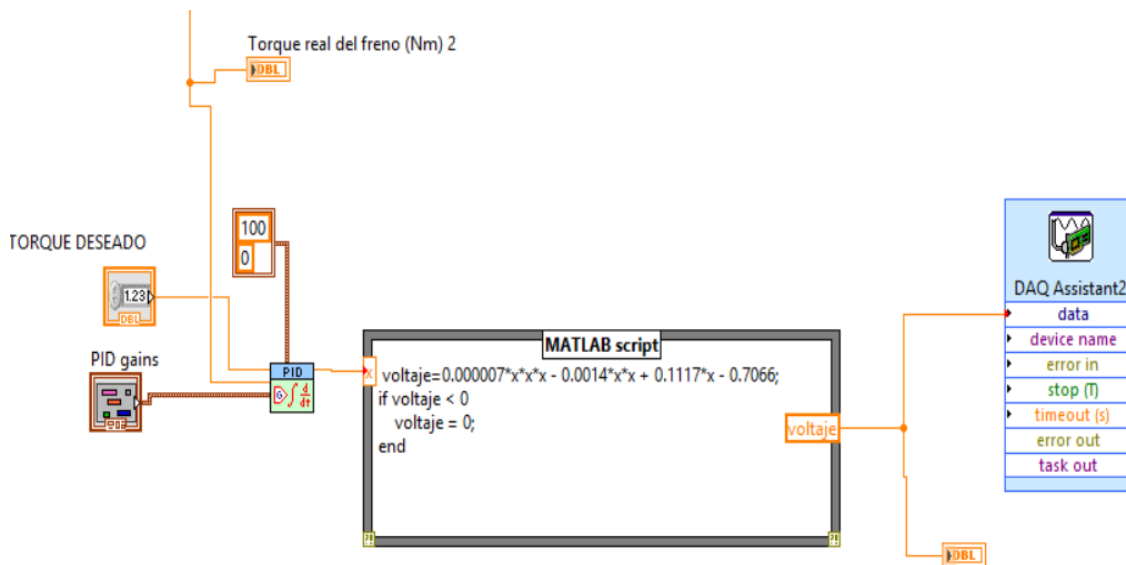 Torque real del freno (Nm) 2
DBL
100
0
TORQUE DESEADO
1.23
DBL
PID gains
PID
MATLAB script
x
voltaje=0.000007*x*x*x - 0.0014*x*x + 0.1117*x - 0.7066;
if voltaje < 0
voltaje = 0;
end
voltaje
DAQ Assistant2
data
device name
error in
stop (T)
timeout (s)
error out
task out
DBL